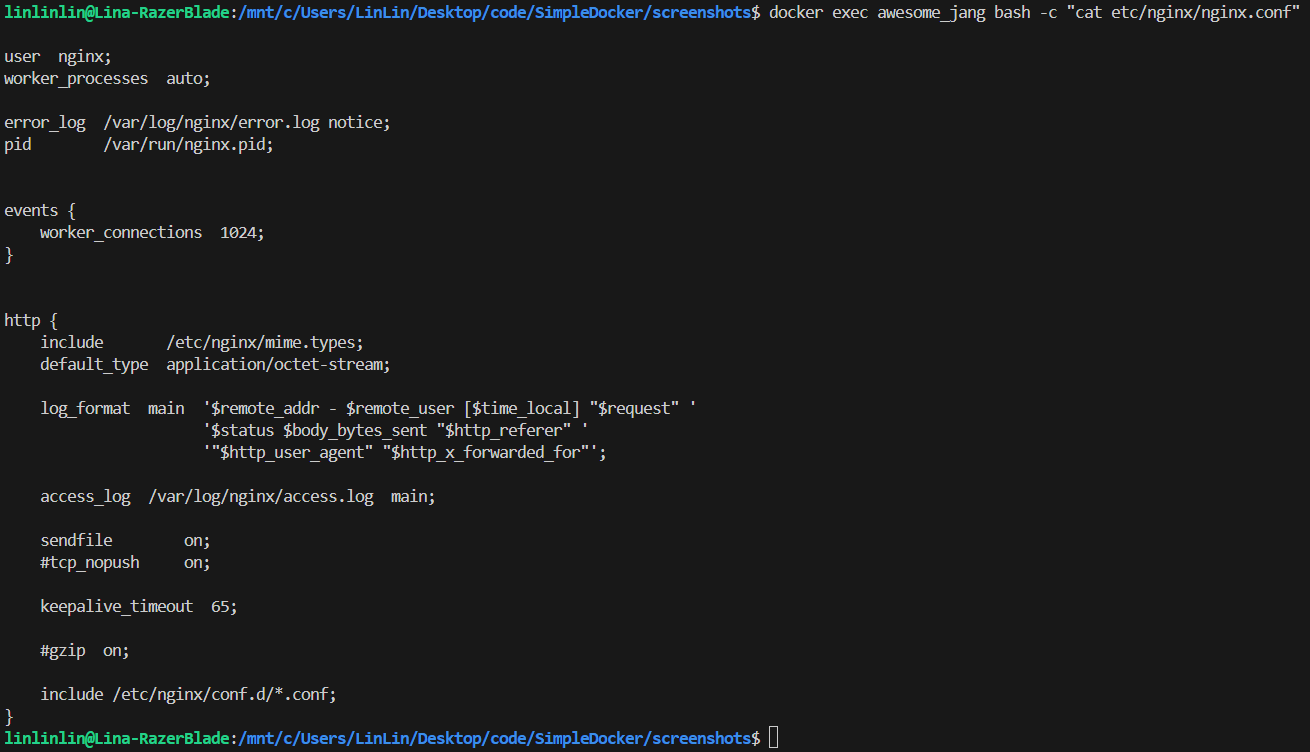 linlinlin@Lina-RazerBlade:/mnt/c/Users/LinLin/Desktop/code/SimpleDocker/screenshots$ docker exec awesome_jang bash -c "cat etc/nginx/nginx.conf"

user  nginx;
worker_processes  auto;

error_log  /var/log/nginx/error.log notice;
pid        /var/run/nginx.pid;


events {
    worker_connections  1024;
}


http {
    include       /etc/nginx/mime.types;
    default_type  application/octet-stream;

    log_format  main  '$remote_addr - $remote_user [$time_local] "$request" '
                      '$status $body_bytes_sent "$http_referer" '
                      '"$http_user_agent" "$http_x_forwarded_for"';

    access_log  /var/log/nginx/access.log  main;

    sendfile        on;
    #tcp_nopush     on;

    keepalive_timeout  65;

    #gzip  on;

    include /etc/nginx/conf.d/*.conf;
}
linlinlin@Lina-RazerBlade:/mnt/c/Users/LinLin/Desktop/code/SimpleDocker/screenshots$